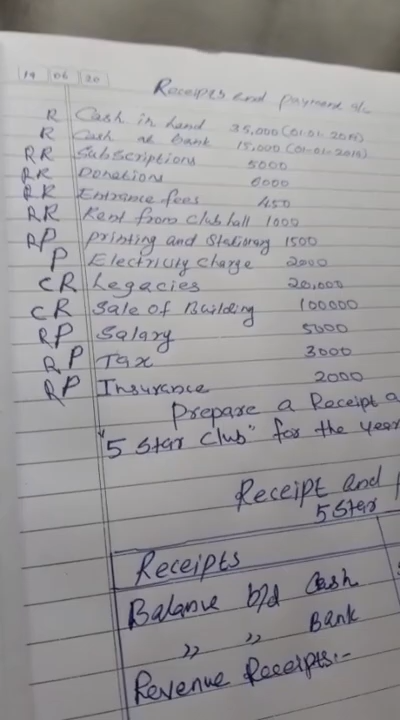 19 06 20
Receipts and payment a/c
R Cash in hand 35,000 (01-01-2019)
R Cash at bank 15,000 (01-01-2019)
RR Subscriptions 5000
RR Donations 6000
RR Entrance fees 450
RR Rent from Club hall 1000
RP printing and Stationary 1500
P Electricity Charge 2000
CR Legacies 20,000
CR Sale of Building 100000
RP Salary 5000
RP Tax 3000
RP Insurance 2000
Prepare a Receipt a
"5 Star Club" for the year
Receipt and
5 Star
Receipts
Balance b/d Cash
" " Bank
Revenue Receipts:-